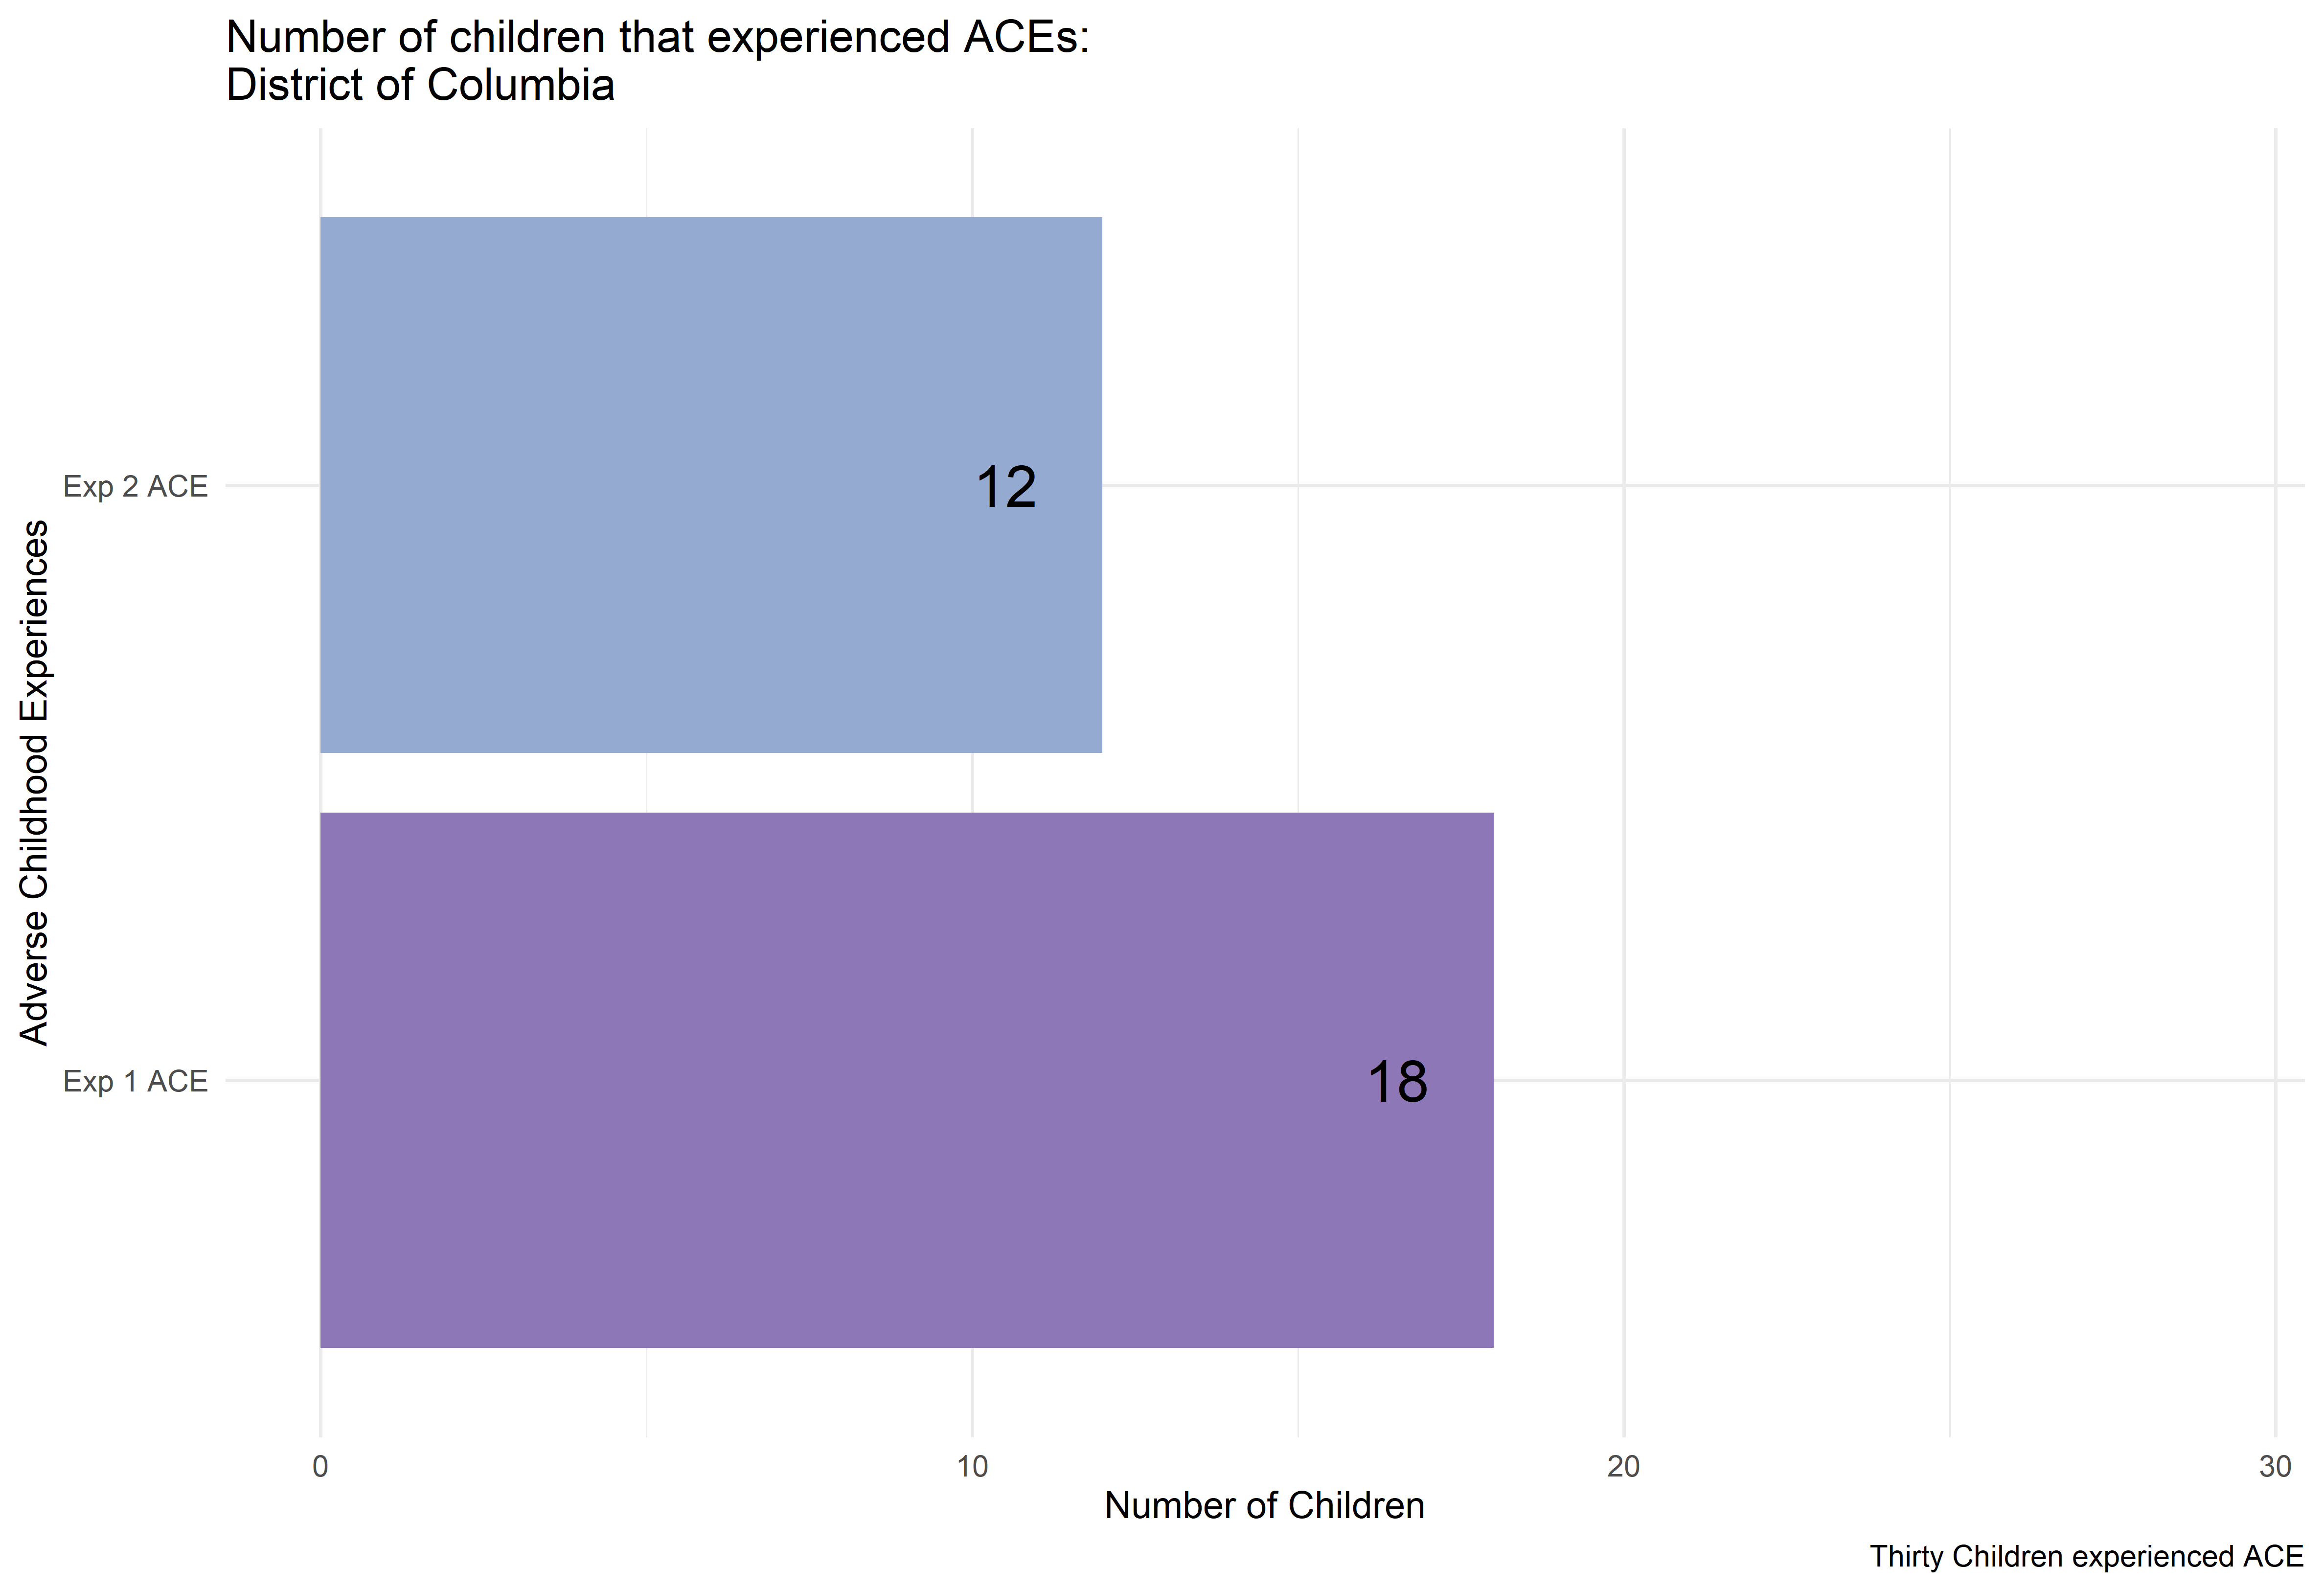 Number of children that experienced ACEs:
District of Columbia
Adverse Childhood Experiences
Exp 2 ACE
12
Exp 1 ACE
18
0
10
20
30
Number of Children
Thirty Children experienced ACE